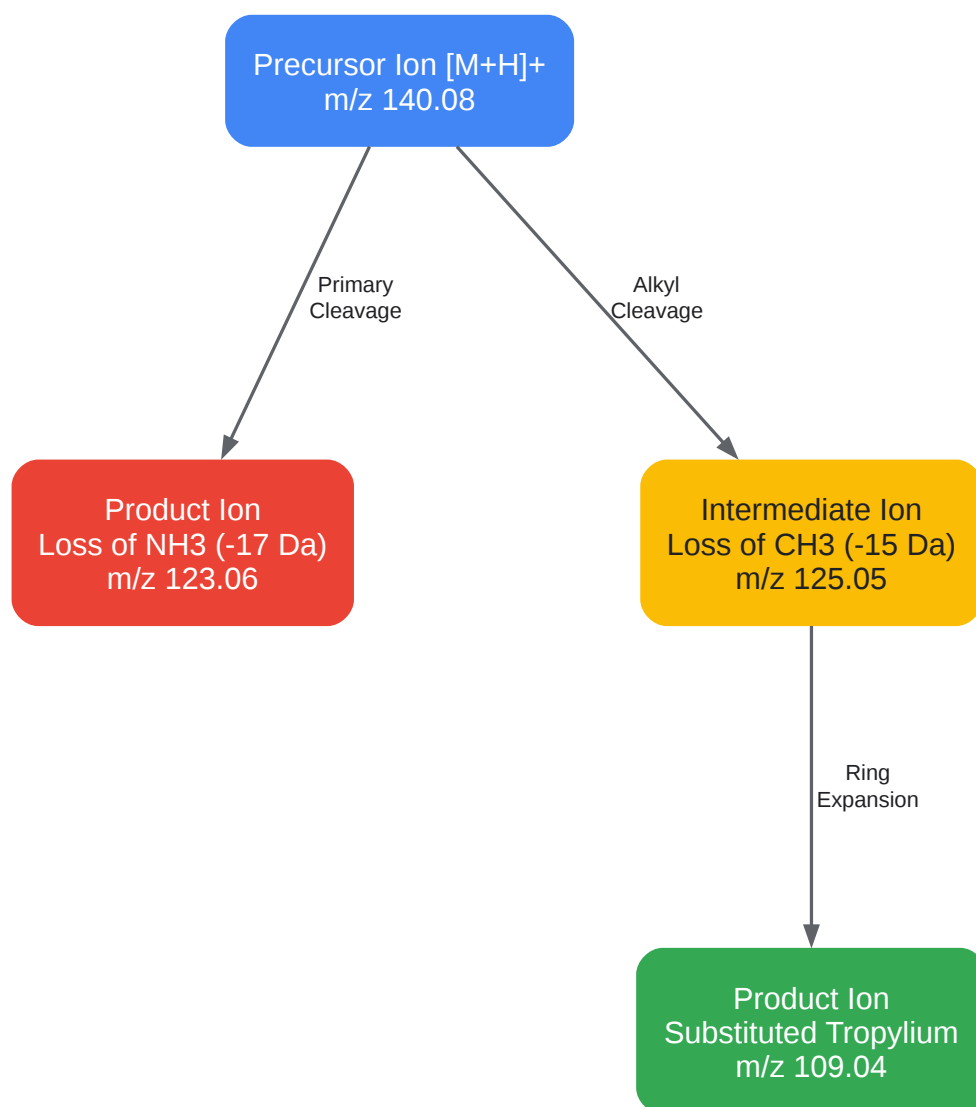 Precursor Ion [M+H]+
m/z 140.08
Primary
Cleavage
Alkyl
Cleavage
Product Ion
Loss of NH3 (-17 Da)
m/z 123.06
Intermediate Ion
Loss of CH3 (-15 Da)
m/z 125.05
Ring
Expansion
Product Ion
Substituted Tropylium
m/z 109.04